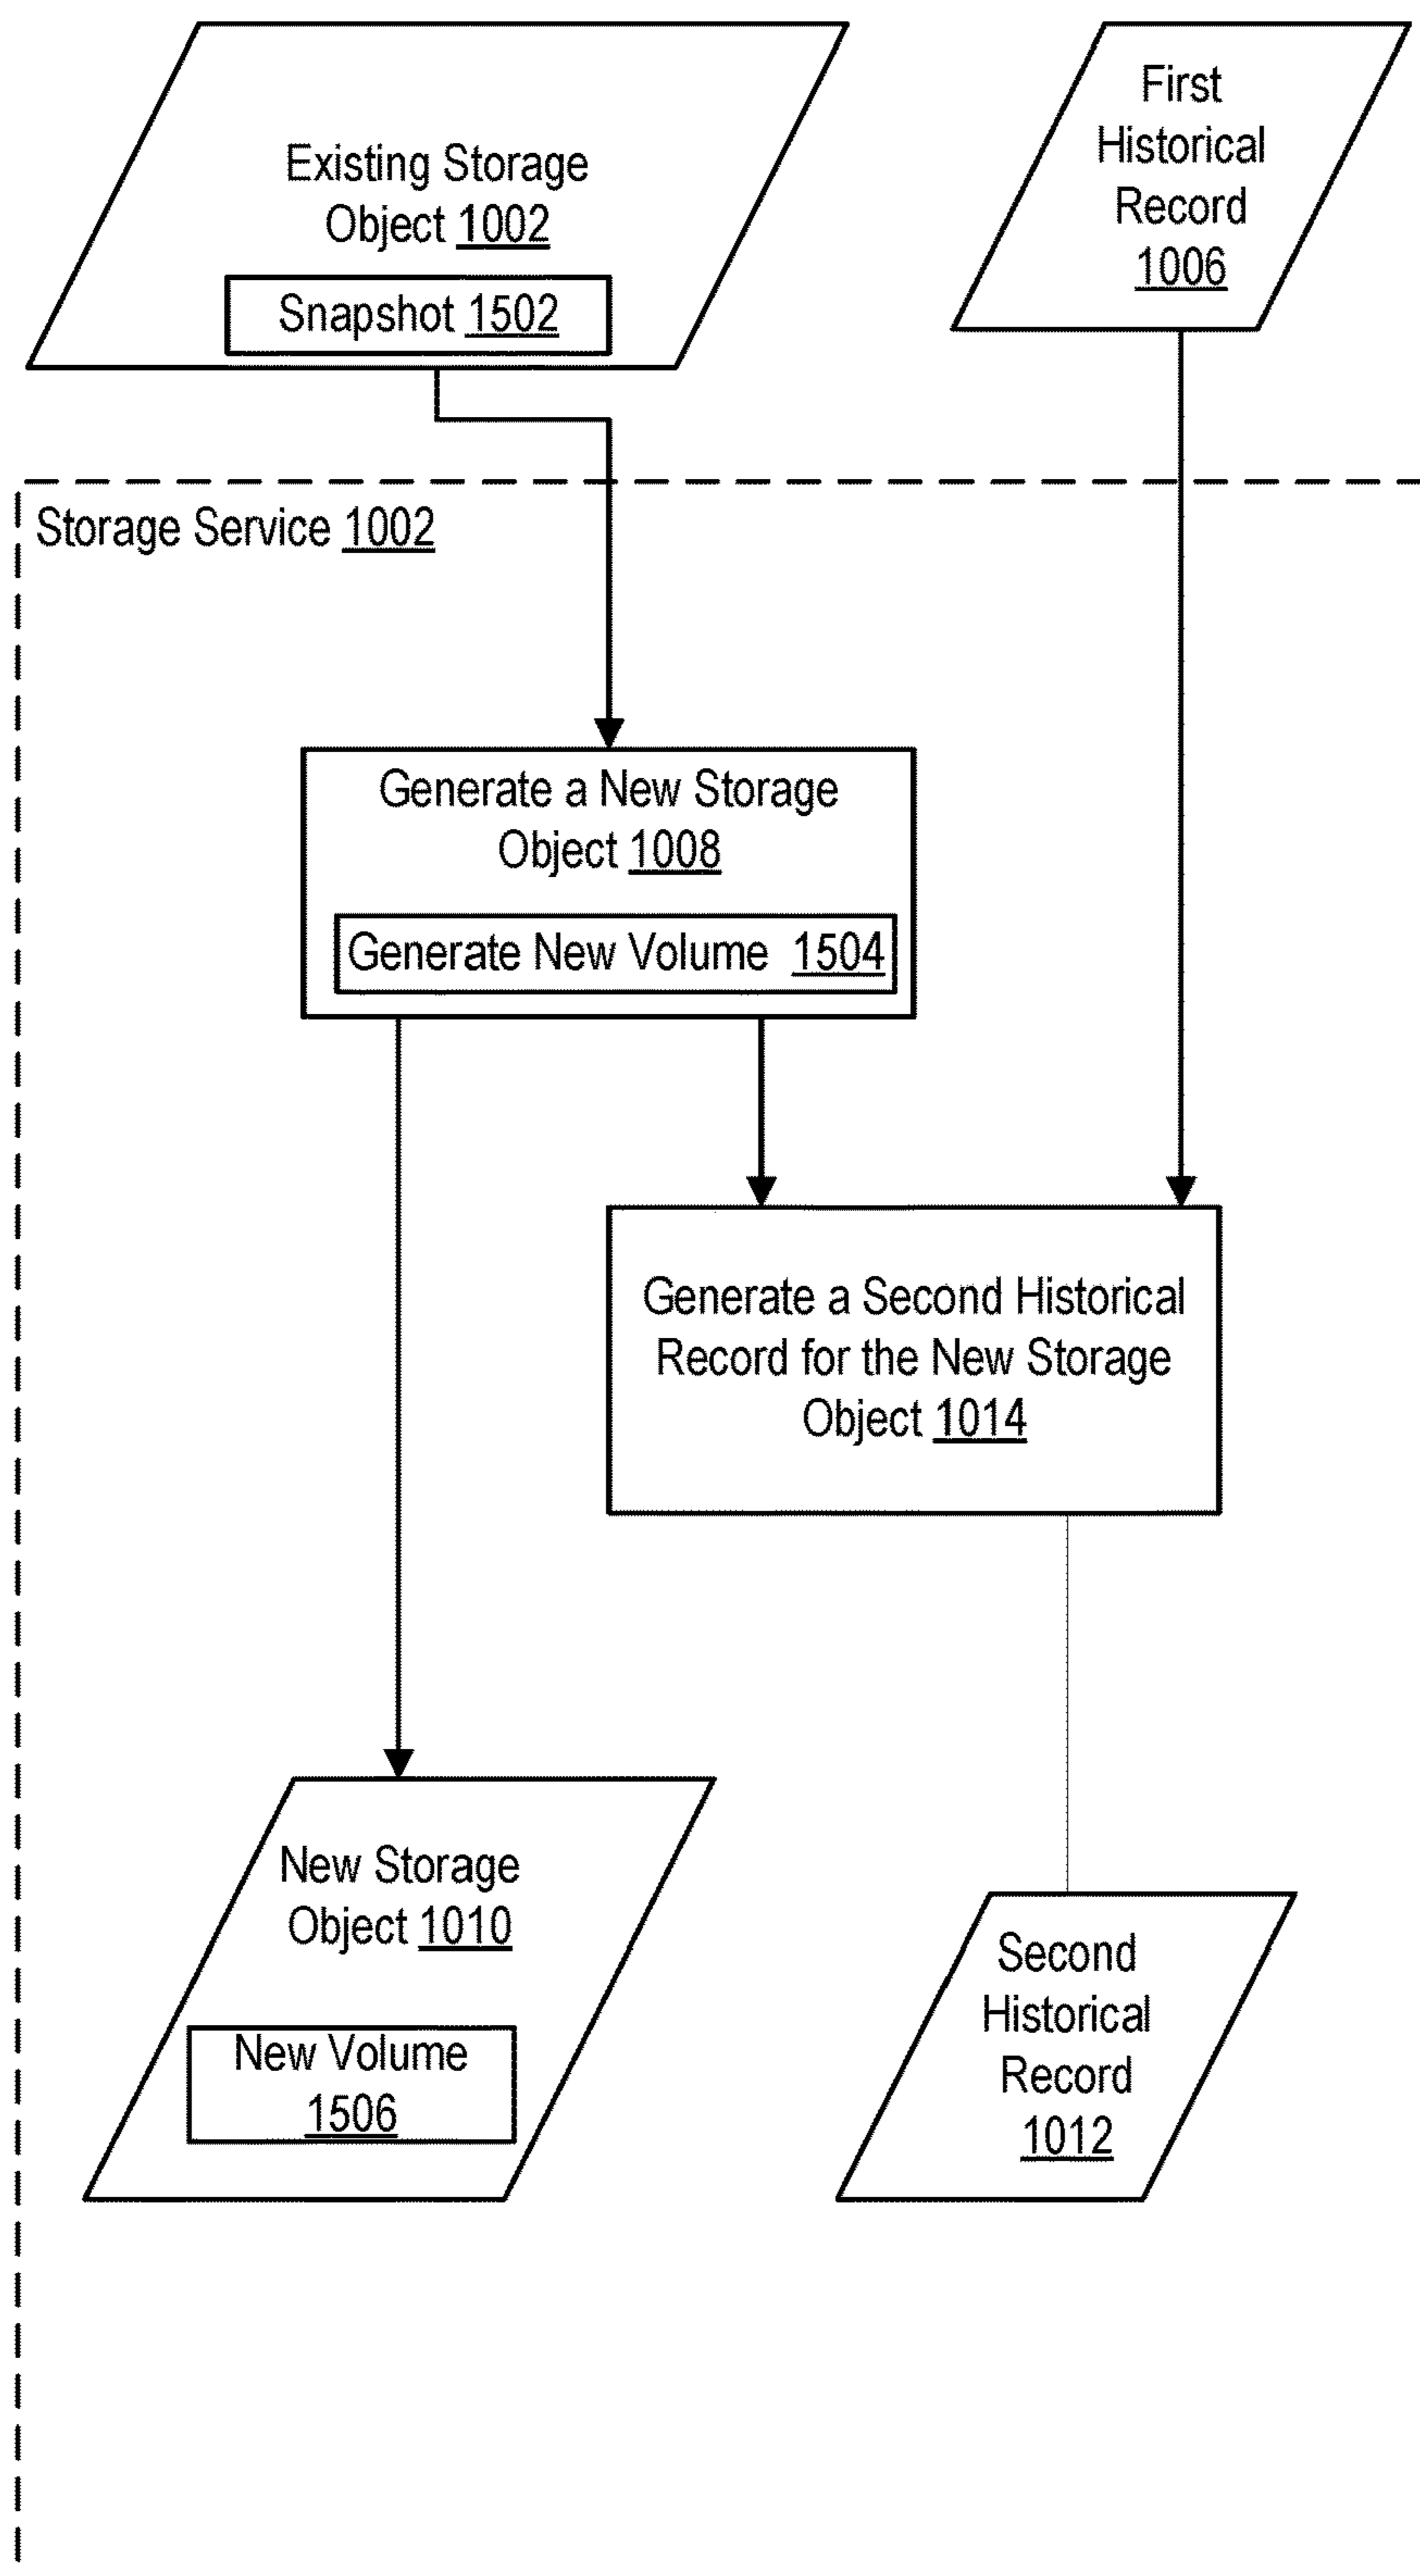 Existing Storage
Object 1002
Snapshot 1502
First
Historical
Record
1006
Storage Service 1002
Generate a New Storage
Object 1008
Generate New Volume 1504
Generate a Second Historical
Record for the New Storage
Object 1014
New Storage
Object 1010
New Volume
1506
Second
Historical
Record
1012